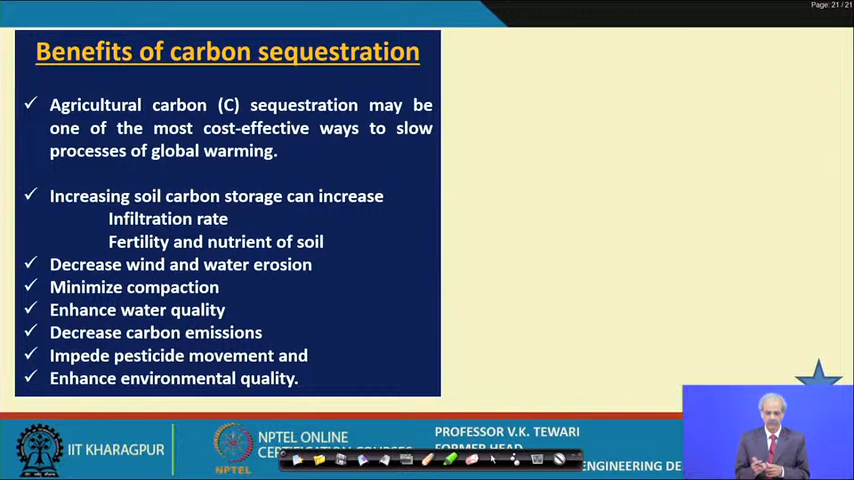 Page: 21 / 21
Benefits of carbon sequestration
✓ Agricultural carbon (C) sequestration may be
one of the most cost-effective ways to slow
processes of global warming.
✓ Increasing soil carbon storage can increase
Infiltration rate
Fertility and nutrient of soil
✓ Decrease wind and water erosion
✓ Minimize compaction
✓ Enhance water quality
✓ Decrease carbon emissions
✓ Impede pesticide movement and
✓ Enhance environmental quality.
IIT KHARAGPUR
NPTEL
NPTEL ONLINE
CERTIFICATION COURSES
PROFESSOR V.K. TEWARI
FORMER HEAD
ENGINEERING DE